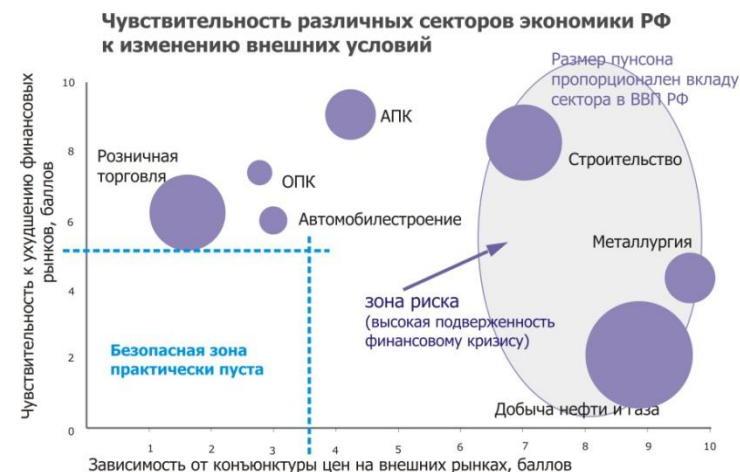 Чувствительность различных секторов экономики РФ
к изменению внешних условий
Размер пунсона
пропорционален вкладу
сектора в ВВП РФ
Чувствительность к ухудшению финансовых
рынков, баллов
10
8
6
4
2
0
АПК
Розничная
торговля
ОПК
Автомобилестроение
Строительство
Металлургия
зона риска
(высокая подверженность
финансовому кризису)
Безопасная зона
практически пуста
Добыча нефти и газа
1
2
3
4
5
6
7
8
9
10
Зависимость от конъюнктуры цен на внешних рынках, баллов